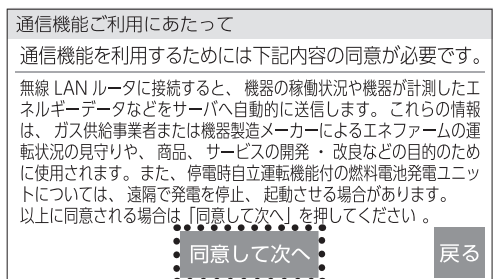 通信機能ご利用にあたって
通信機能を利用するためには下記内容の同意が必要です。
無線 LAN ルータに接続すると、機器の稼働状況や機器が計測したエ
ネルギーデータなどをサーバへ自動的に送信します。これらの情報
は、ガス供給事業者または機器製造メーカーによるエネファームの運
転状況の見守りや、商品、サービスの開発・改良などの目的のため
に使用されます。また、停電時自立運転機能付の燃料電池発電ユニッ
トについては、遠隔で発電を停止、起動させる場合があります。
以上に同意される場合は「同意して次へ」を押してください。
同意して次へ
戻る